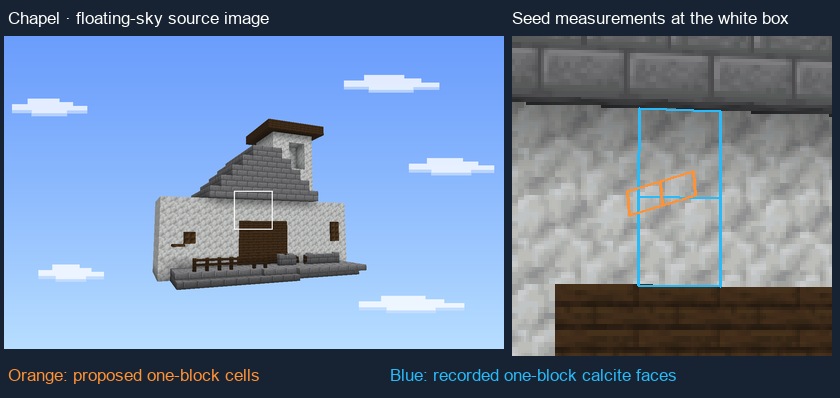 Chapel · floating-sky source image
Seed measurements at the white box
Orange: proposed one-block cells
Blue: recorded one-block calcite faces